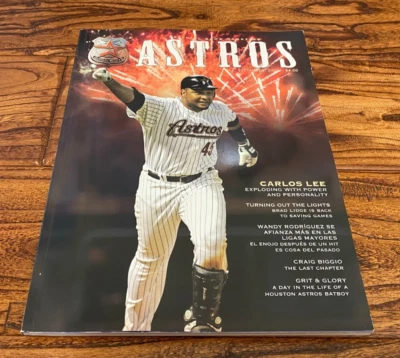 ASTROS
Astros
45
CARLOS LEE
EXPLODING WITH POWER
AND PERSONALITY
TURNING OUT THE LIGHTS
BRAD LIDGE IS BACK
TO SAVING GAMES
WANDY RODRÍGUEZ SE
AFIANZA MÁS EN LAS
LIGAS MAYORES
EL ENOJO DESPUÉS DE UN HIT
ES COSA DEL PASADO
CRAIG BIGGIO
THE LAST CHAPTER
GRIT & GLORY
A DAY IN THE LIFE OF A
HOUSTON ASTROS BATBOY